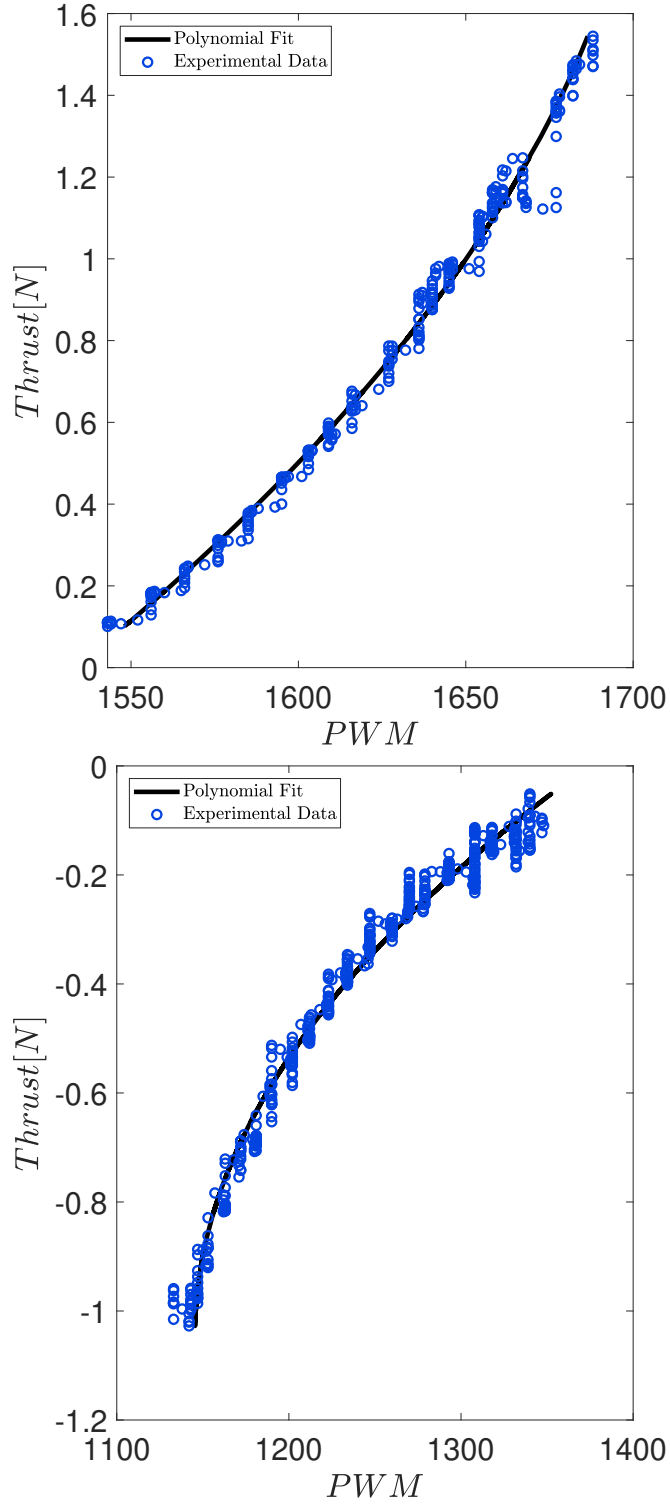 1.6
Polynomial Fit
Experimental Data
1.4
1.2
1
0.8
0.6
0.4
0.2
0
Thrust[N]
1550 1600 1650 1700
PWM
0
Polynomial Fit
Experimental Data
-0.2
-0.4
-0.6
-0.8
-1
-1.2
Thrust[N]
1100 1200 1300 1400
PWM